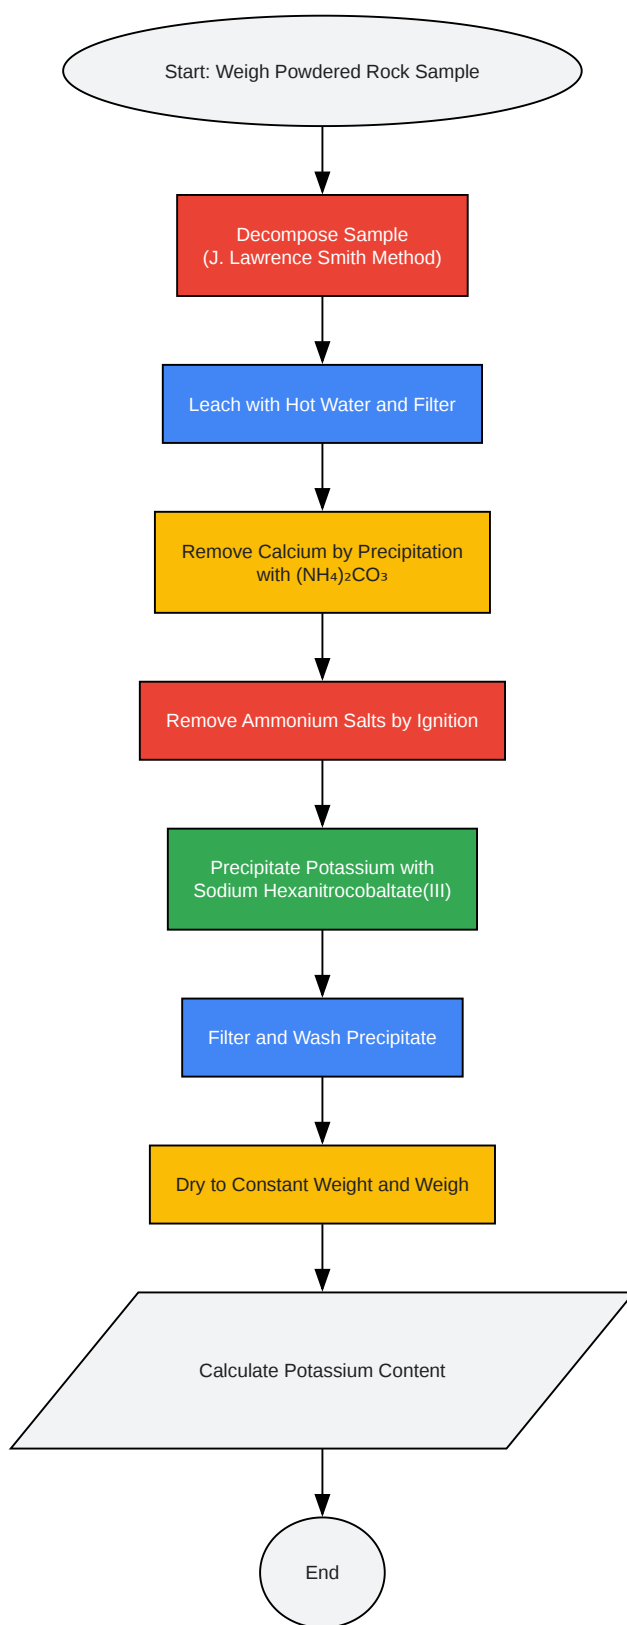 Start: Weigh Powdered Rock Sample
Decompose Sample
(J. Lawrence Smith Method)
Leach with Hot Water and Filter
Remove Calcium by Precipitation
with (NH₄)₂CO₃
Remove Ammonium Salts by Ignition
Precipitate Potassium with
Sodium Hexanitrocobaltate(III)
Filter and Wash Precipitate
Dry to Constant Weight and Weigh
Calculate Potassium Content
End